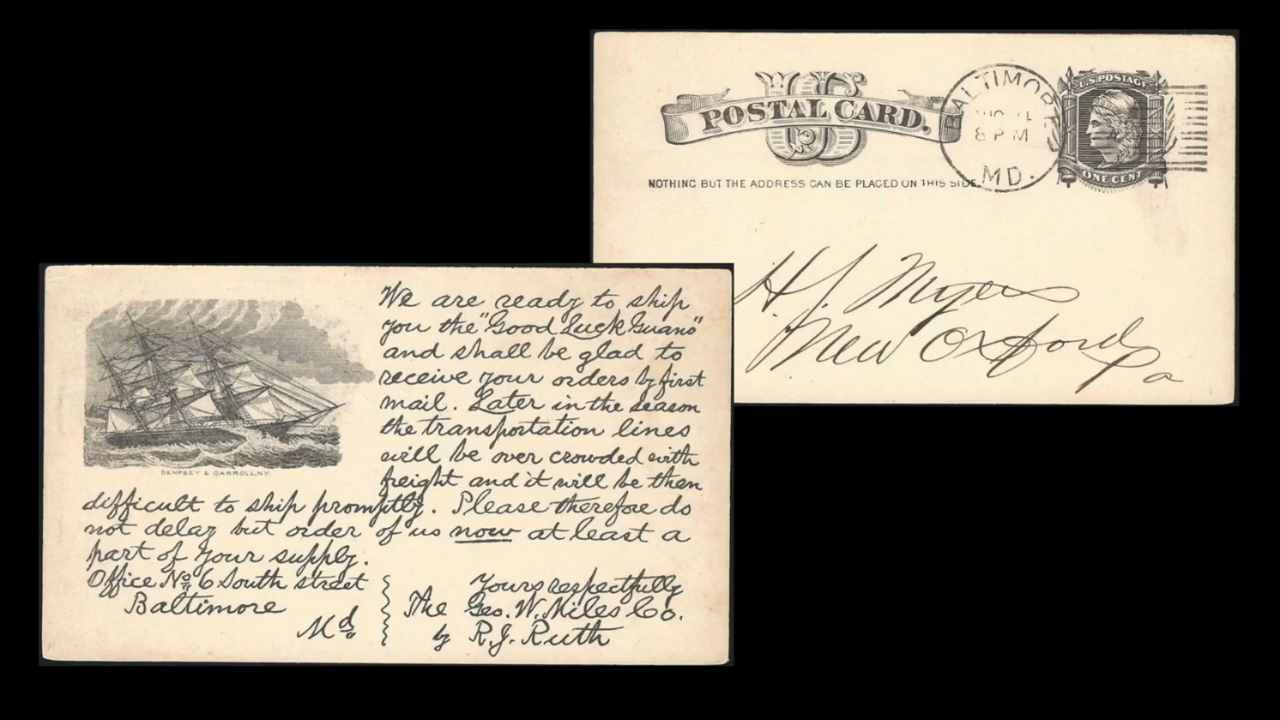 US
POSTAL CARD.
NOTHING BUT THE ADDRESS CAN BE PLACED ON THIS SIDE.
BALTIMORE
8 PM
MD.
U.S. POSTAGE
ONE CENT
H. J. Myers
New Oxford
Pa
We are ready to ship
you the "Good Luck Guano"
and shall be glad to
receive your orders by first
mail. Later in the season
the transportation lines
will be over crowded with
freight and it will be then
difficult to ship promptly. Please therefore do
not delay but order of us now at least a
part of your supply.
Office No. 6 South street
Baltimore
Md
Yours respectfully
The Geo. W. Miles Co.
by R. J. Ruth
DEMPSEY & CARROLL, N.Y.